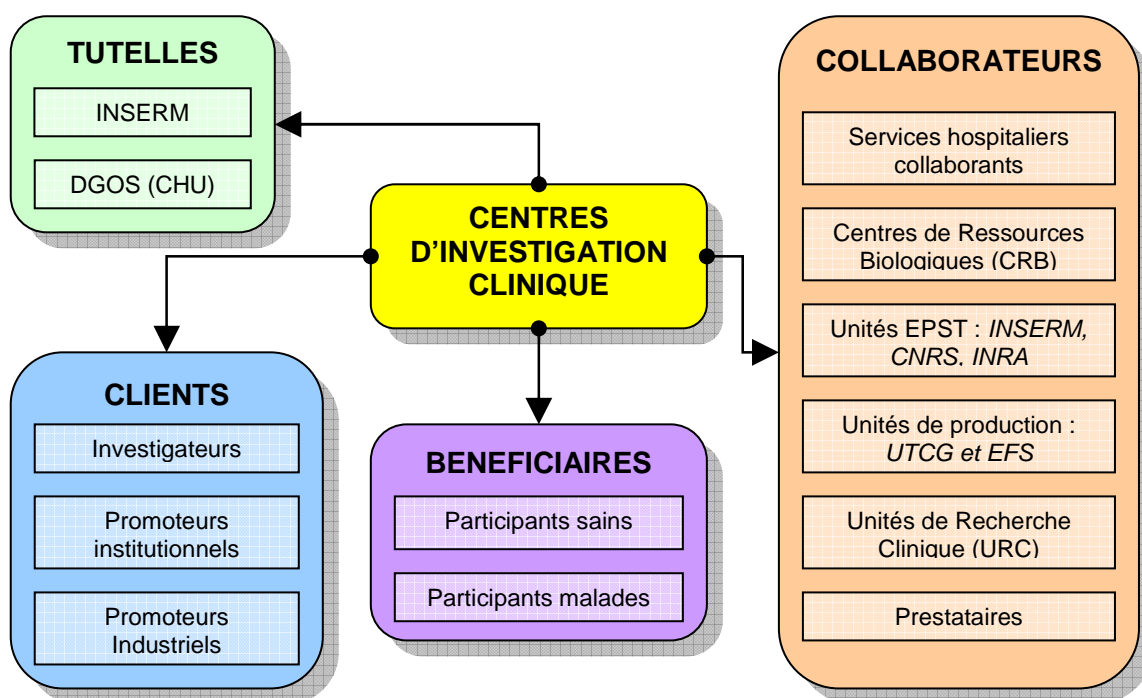 TUTELLES
INSERM
DGOS (CHU)
CENTRES
D'INVESTIGATION
CLINIQUE
CLIENTS
Investigateurs
Promoteurs
institutionnels
Promoteurs
Industriels
BENEFICIAIRES
Participants sains
Participants malades
COLLABORATEURS
Services hospitaliers
collaborants
Centres de Ressources
Biologiques (CRB)
Unités EPST : INSERM,
CNRS, INRA
Unités de production :
UTCG et EFS
Unités de Recherche
Clinique (URC)
Prestataires